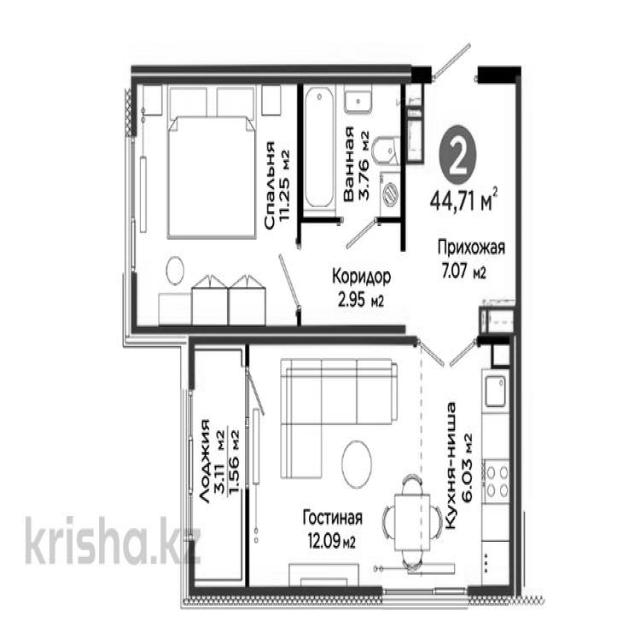 2
44,71 м²
Прихожая
7.07 м2
Спальня
11.25 м2
Ванная
3.76 м2
Коридор
2.95 м2
Лоджия
3.11 м2
1.56 м2
Гостиная
12.09 м2
Кухня-ниша
6.03 м2
krisha.kz